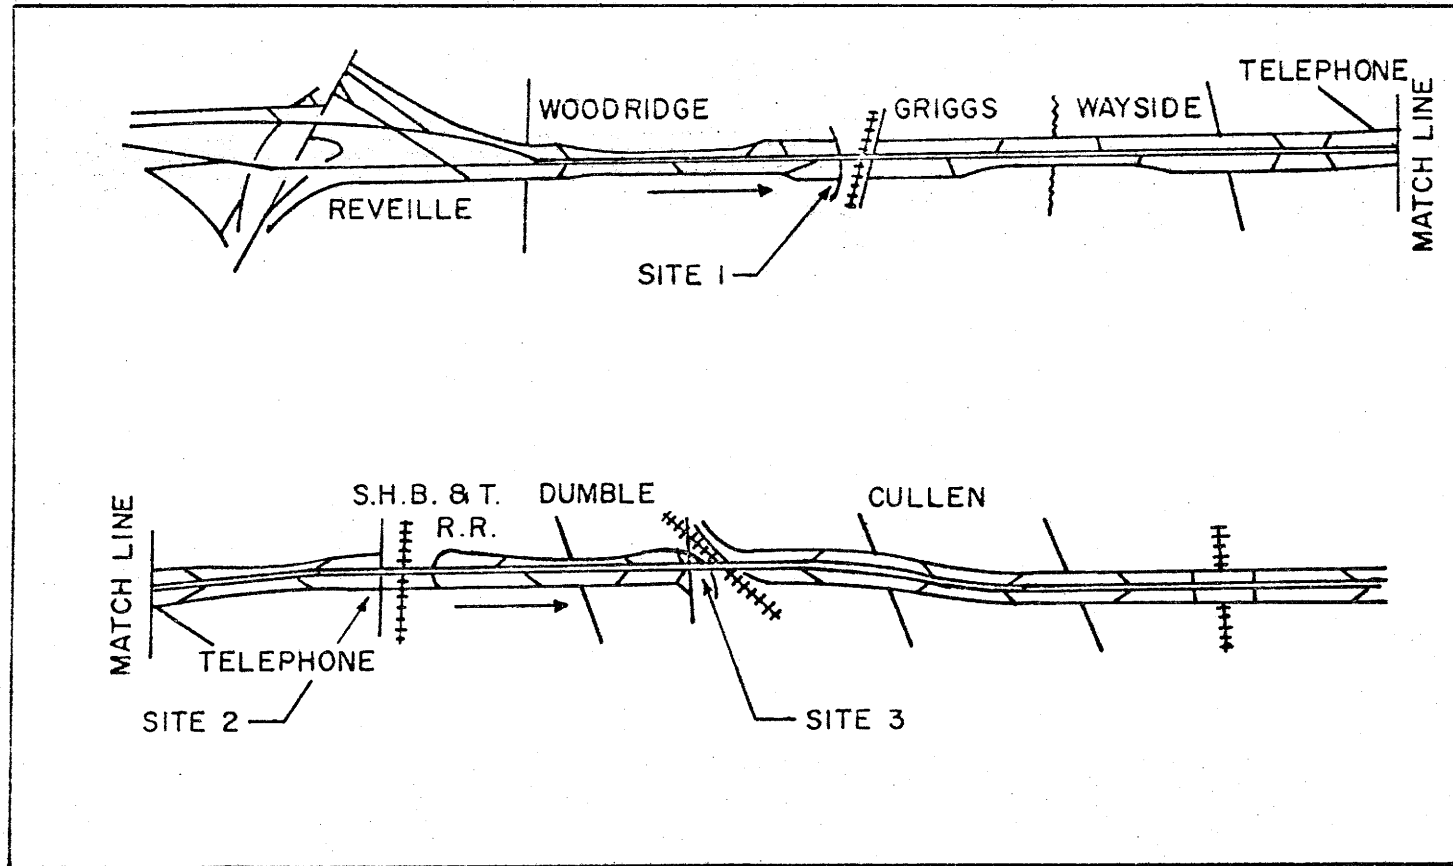 TELEPHONE
WOODRIDGE
GRIGGS
WAYSIDE
MATCH LINE
REVEILLE
SITE 1
S.H.B. & T.
R.R.
DUMBLE
CULLEN
MATCH LINE
TELEPHONE
SITE 2
SITE 3